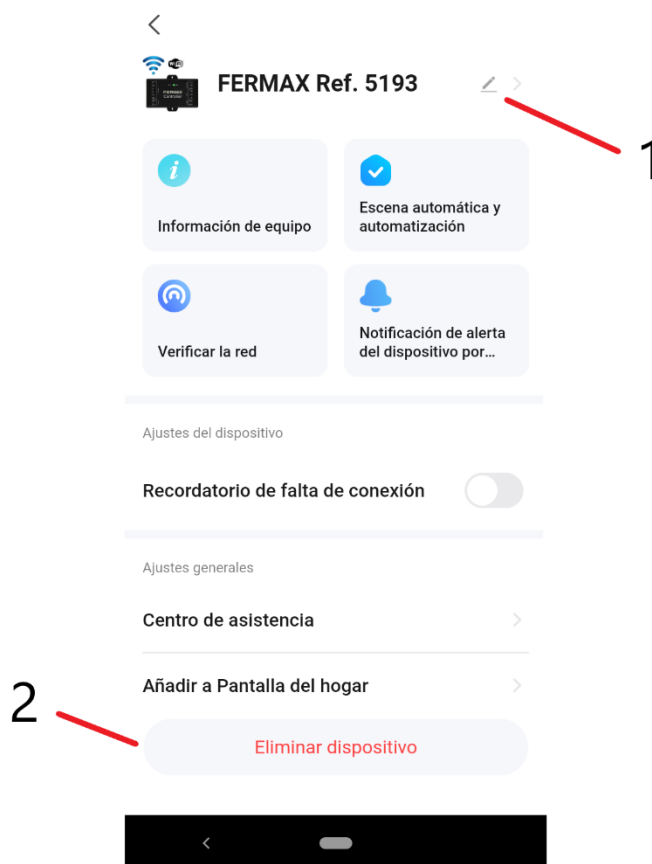 FERMAX Ref. 5193
1
Información de equipo
Escena automática y
automatización
Verificar la red
Notificación de alerta
del dispositivo por...
Ajustes del dispositivo
Recordatorio de falta de conexión
Ajustes generales
Centro de asistencia
Añadir a Pantalla del hogar
2
Eliminar dispositivo